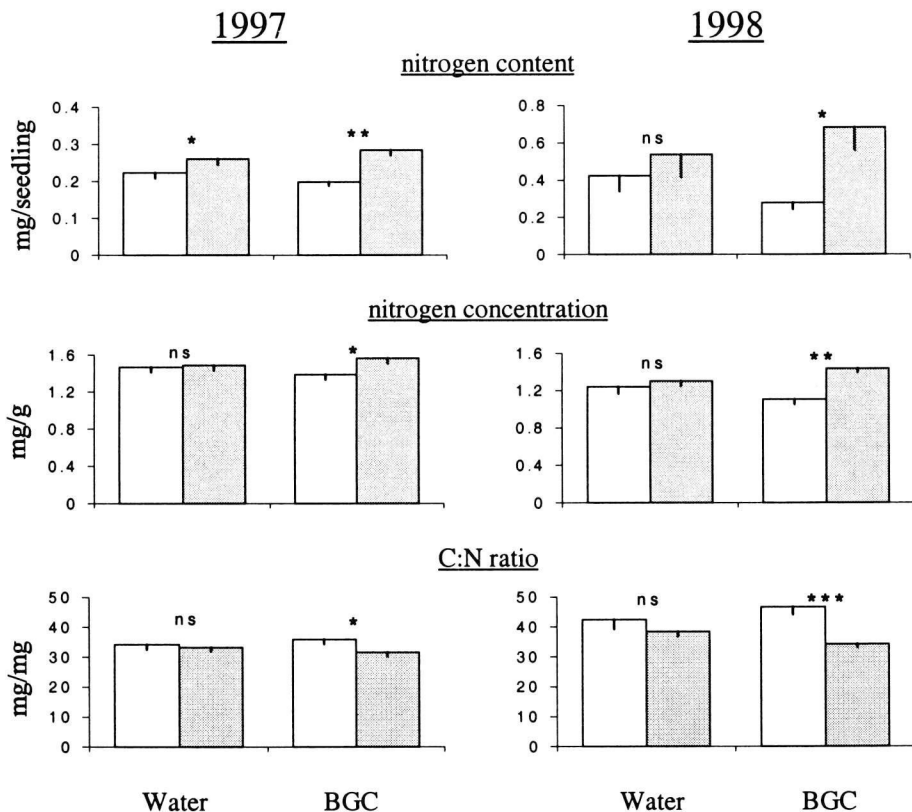 1997 1998
nitrogen content
mg/seedling
0.4
0.3
0.2
0.1
0
* **
0.8
0.6
0.4
0.2
0
ns *
nitrogen concentration
mg/g
1.6
1.2
0.8
0.4
0
ns *
1.6
1.2
0.8
0.4
0
ns **
C:N ratio
mg/mg
50
40
30
20
10
0
ns *
50
40
30
20
10
0
ns ***
Water BGC Water BGC